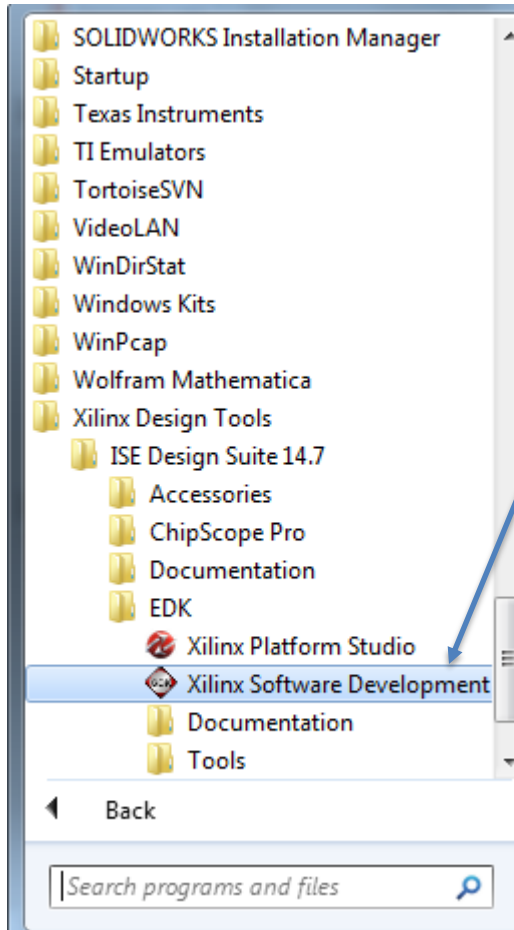 SOLIDWORKS Installation Manager
Startup
Texas Instruments
TI Emulators
TortoiseSVN
VideoLAN
WinDirStat
Windows Kits
WinPcap
Wolfram Mathematica
Xilinx Design Tools
ISE Design Suite 14.7
Accessories
ChipScope Pro
Documentation
EDK
Xilinx Platform Studio
Xilinx Software Development
Documentation
Tools
Back
Search programs and files